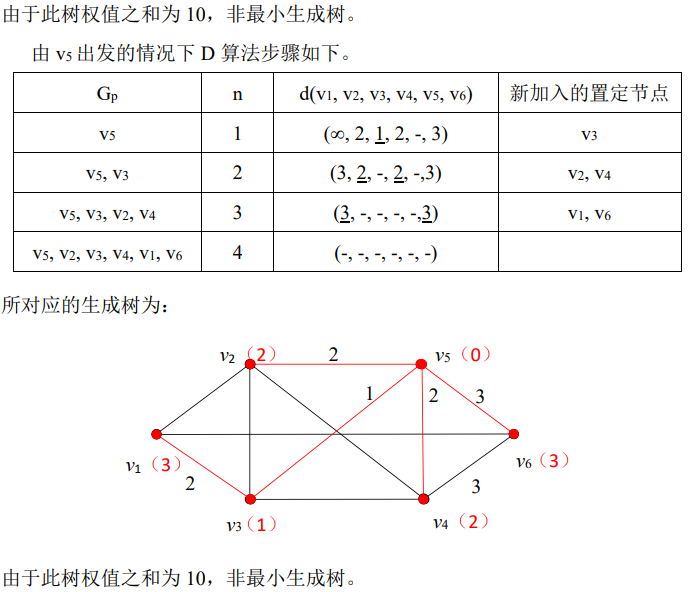 由于此树权值之和为 10，非最小生成树。
由 v5 出发的情况下 D 算法步骤如下。
Gp n d(v1, v2, v3, v4, v5, v6) 新加入的置定节点
v5 1 (∞, 2, 1, 2, -, 3) v3
v5, v3 2 (3, 2, -, 2, -,3) v2, v4
v5, v3, v2, v4 3 (3, -, -, -, -,3) v1, v6
v5, v2, v3, v4, v1, v6 4 (-, -, -, -, -, -)
所对应的生成树为：
v2（2） 2 v5（0）
1 2 3
v1（3） v6（3）
2 3
v3（1） v4（2）
由于此树权值之和为 10，非最小生成树。